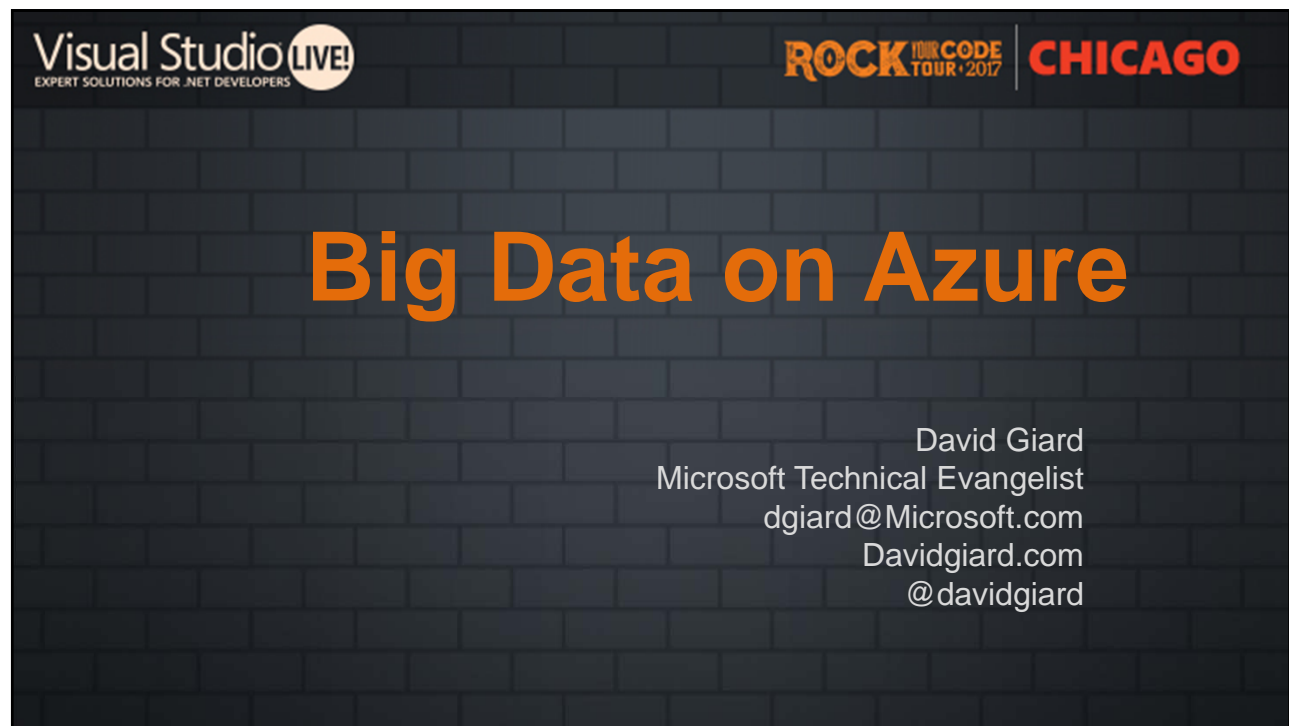 Visual Studio LIVE!
EXPERT SOLUTIONS FOR .NET DEVELOPERS
ROCK YOUR CODE TOUR • 2017
CHICAGO
Big Data on Azure
David Giard
Microsoft Technical Evangelist
dgiard@Microsoft.com
Davidgiard.com
@davidgiard